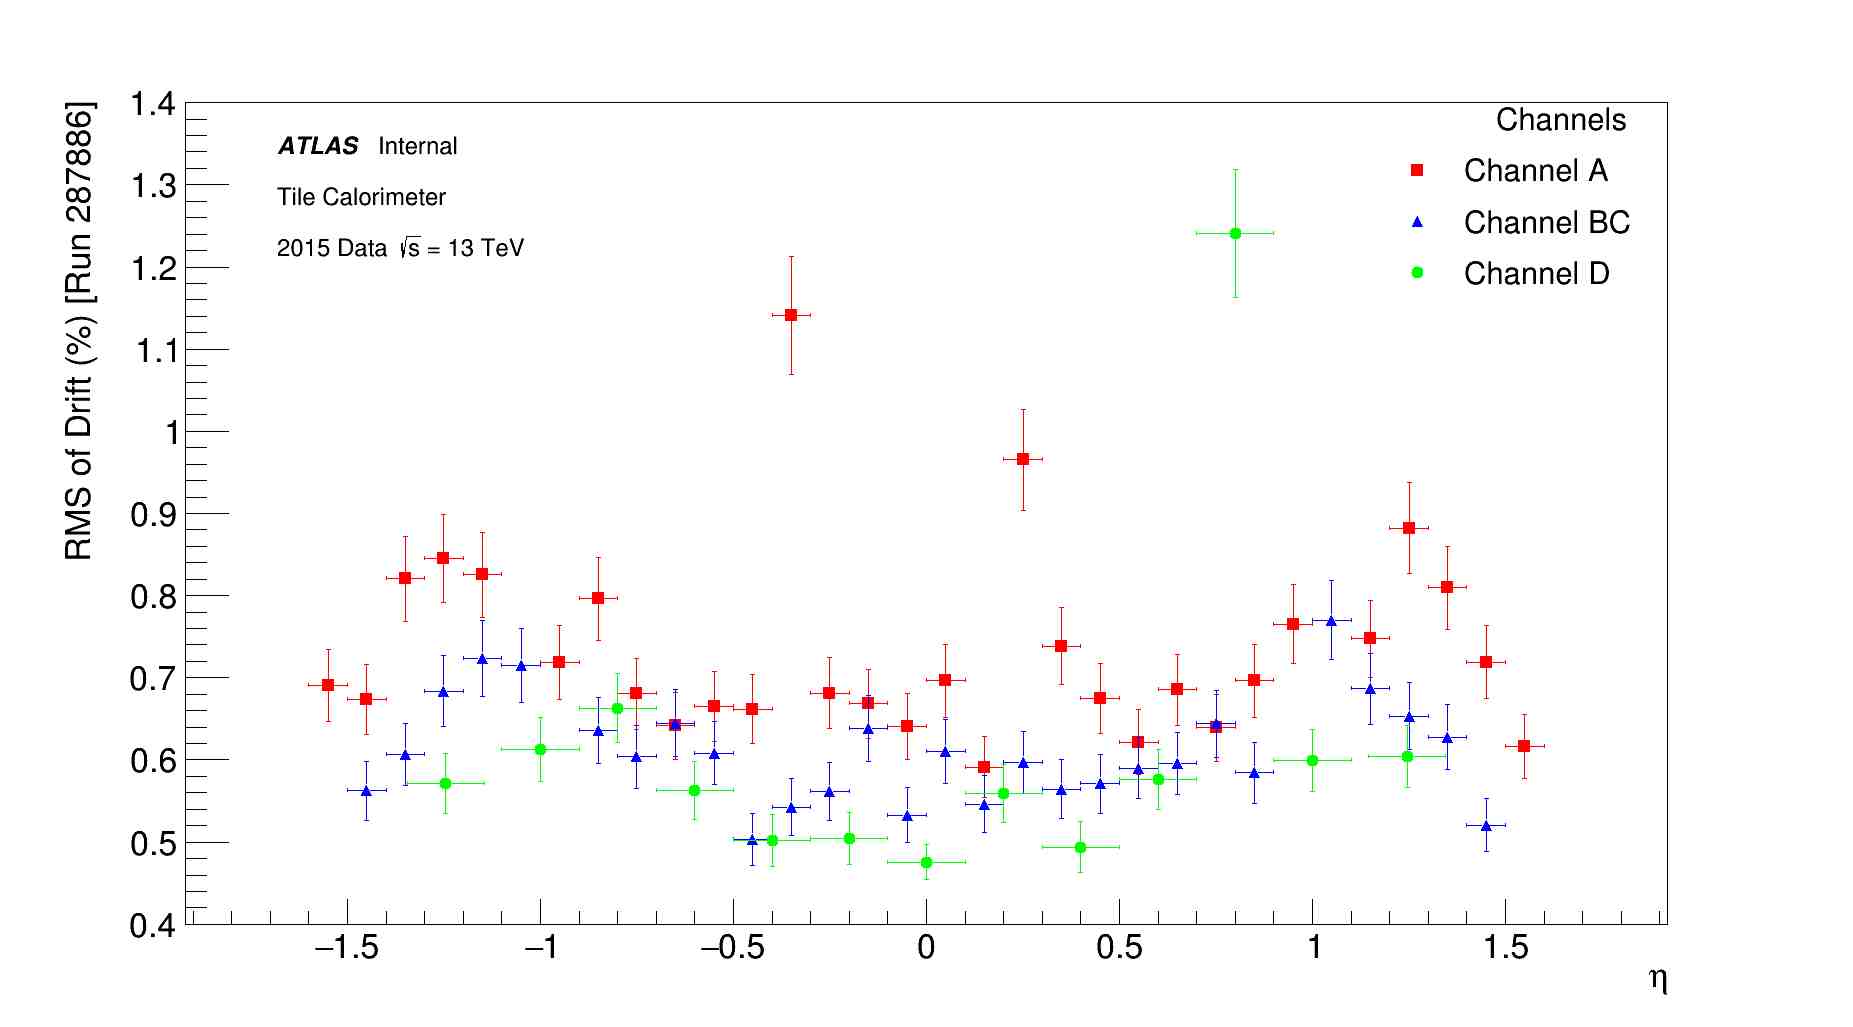 RMS of Drift (%) [Run 287886]
1.4
1.3
1.2
1.1
1
0.9
0.8
0.7
0.6
0.5
0.4
ATLAS Internal
Tile Calorimeter
2015 Data √s = 13 TeV
Channels
Channel A
Channel BC
Channel D
−1.5 −1 −0.5 0 0.5 1 1.5
η